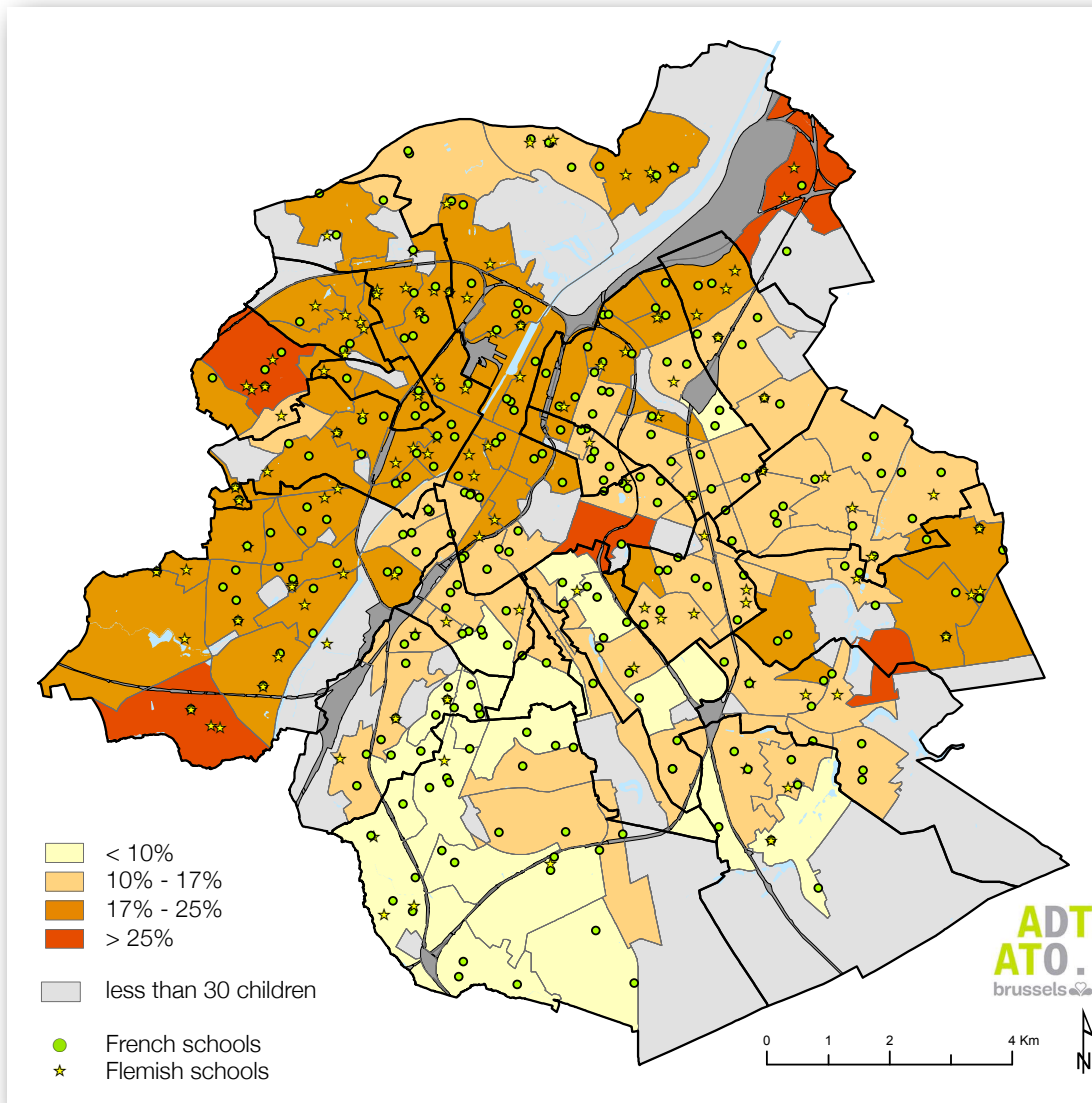 < 10%
10% - 17%
17% - 25%
> 25%
less than 30 children
French schools
Flemish schools
ADT
ATO.
brussels
0 1 2 4 Km
N